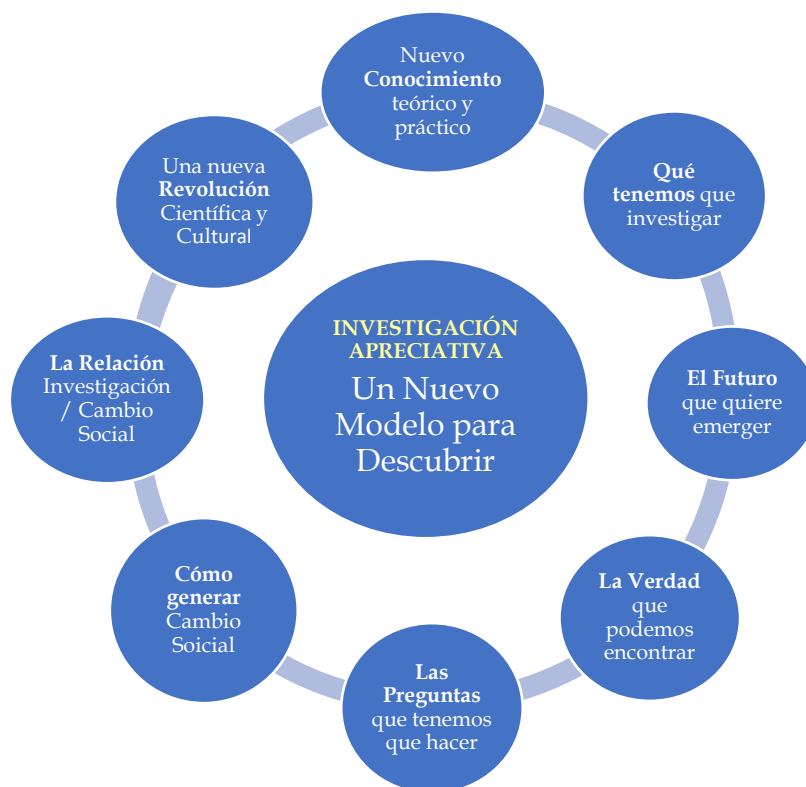 Nuevo
Conocimiento
teórico y
práctico
Qué
tenemos que
investigar
El Futuro
que quiere
emerger
La Verdad
que
podemos
encontrar
Las
Preguntas
que tenemos
que hacer
Cómo
generar
Cambio
Soicial
La Relación
Investigación
/ Cambio
Social
Una nueva
Revolución
Científica y
Cultural
INVESTIGACIÓN
APRECIATIVA
Un Nuevo
Modelo para
Descubrir